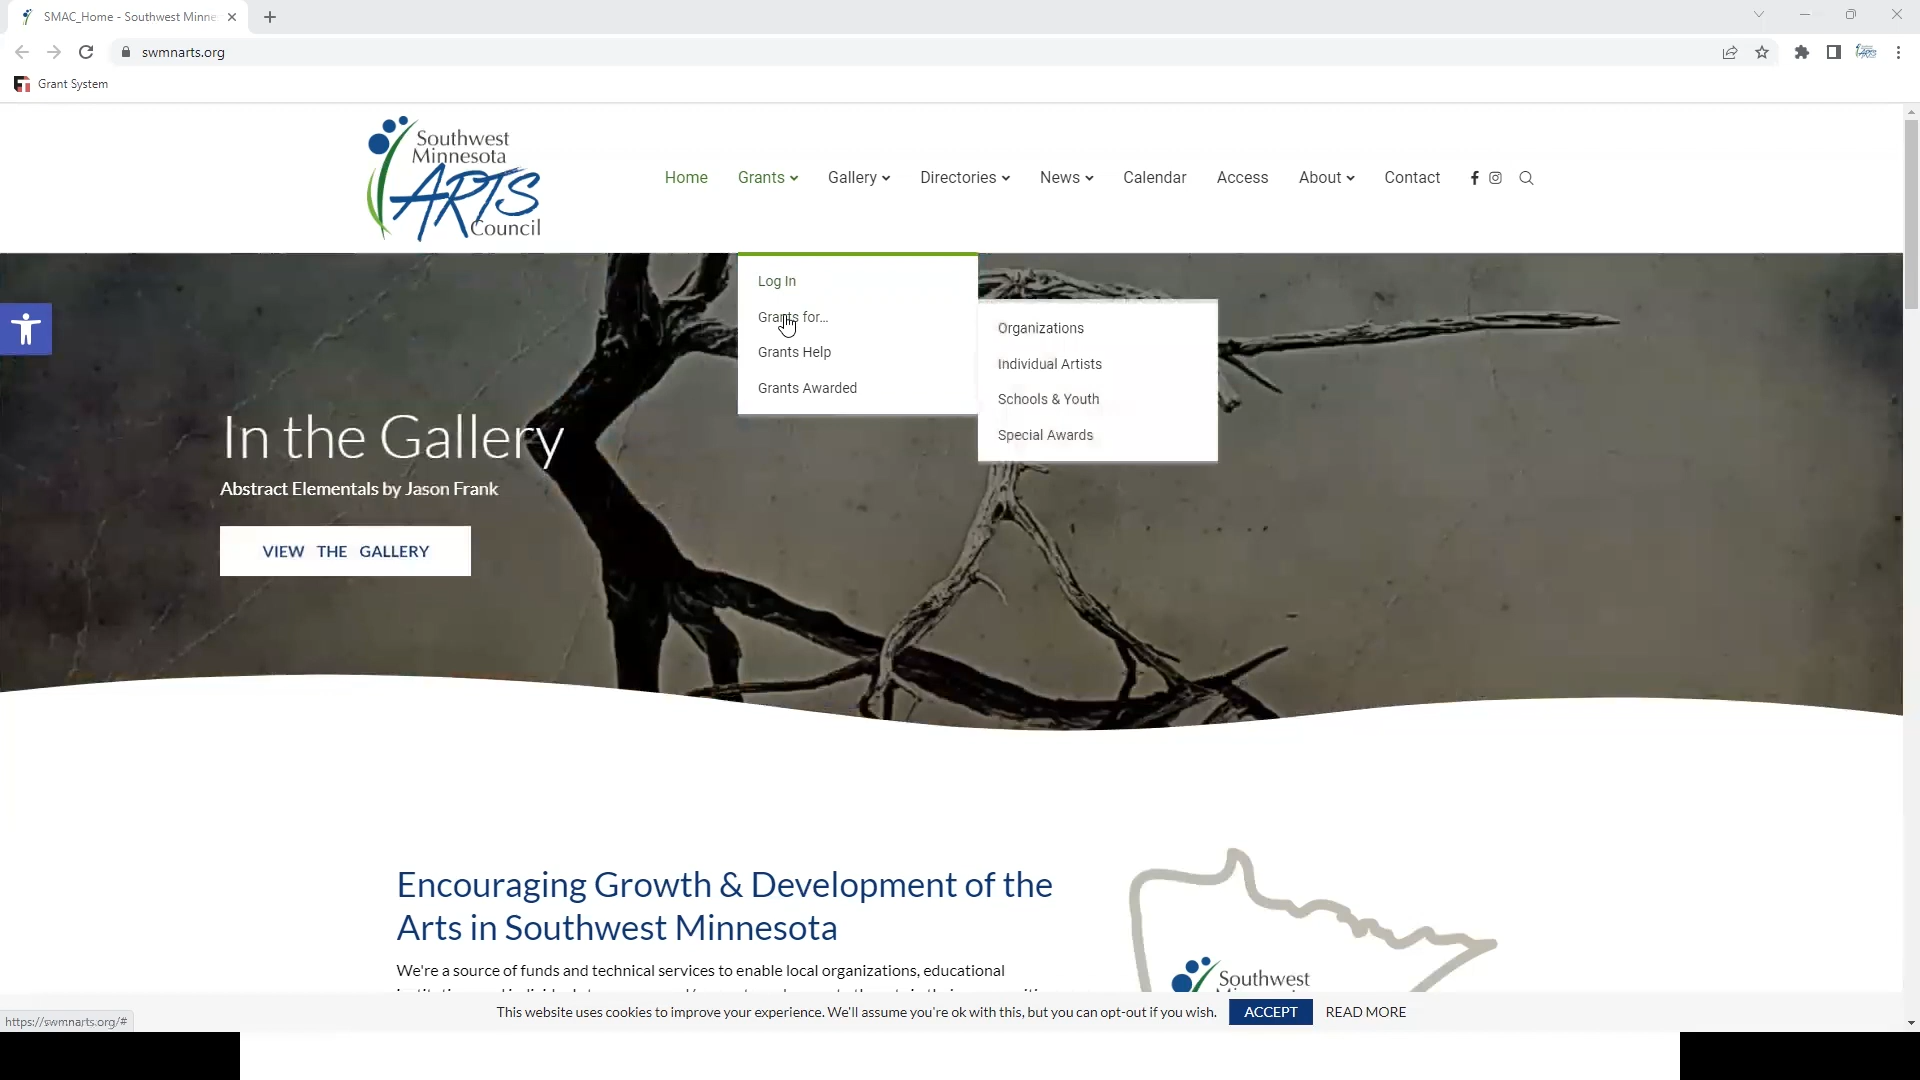 SMAC_Home - Southwest Minne
swmnarts.org
Grant System
Southwest
Minnesota
ARTS
Council
Home Grants Gallery Directories News Calendar Access About Contact
Log In
Grants for...
Grants Help
Grants Awarded
Organizations
Individual Artists
Schools & Youth
Special Awards
In the Gallery
Abstract Elementals by Jason Frank
VIEW THE GALLERY
Encouraging Growth & Development of the
Arts in Southwest Minnesota
We're a source of funds and technical services to enable local organizations, educational
Southwest
This website uses cookies to improve your experience. We'll assume you're ok with this, but you can opt-out if you wish. ACCEPT READ MORE
https://swmnarts.org/#